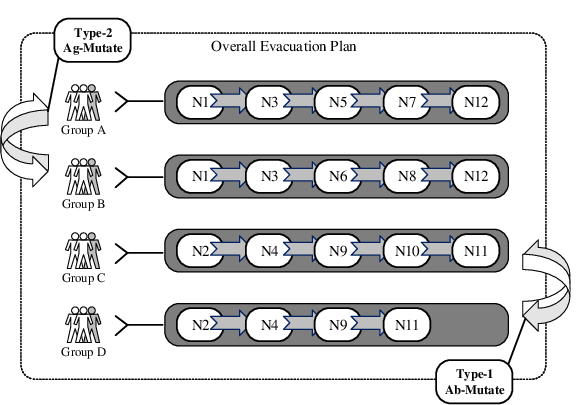 Type-2
Ag-Mutate
Overall Evacuation Plan
N1 N3 N5 N7 N12
Group A
N1 N3 N6 N8 N12
Group B
N2 N4 N9 N10 N11
Group C
N2 N4 N9 N11
Group D
Type-1
Ab-Mutate